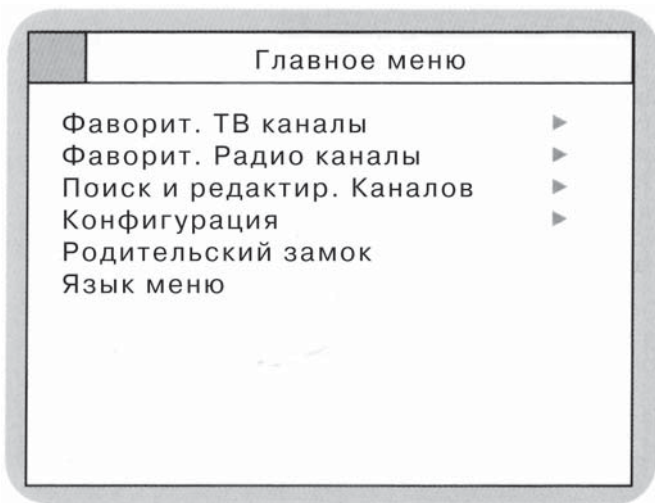 Главное меню
Фаворит. ТВ каналы
Фаворит. Радио каналы
Поиск и редактир. Каналов
Конфигурация
Родительский замок
Язык меню